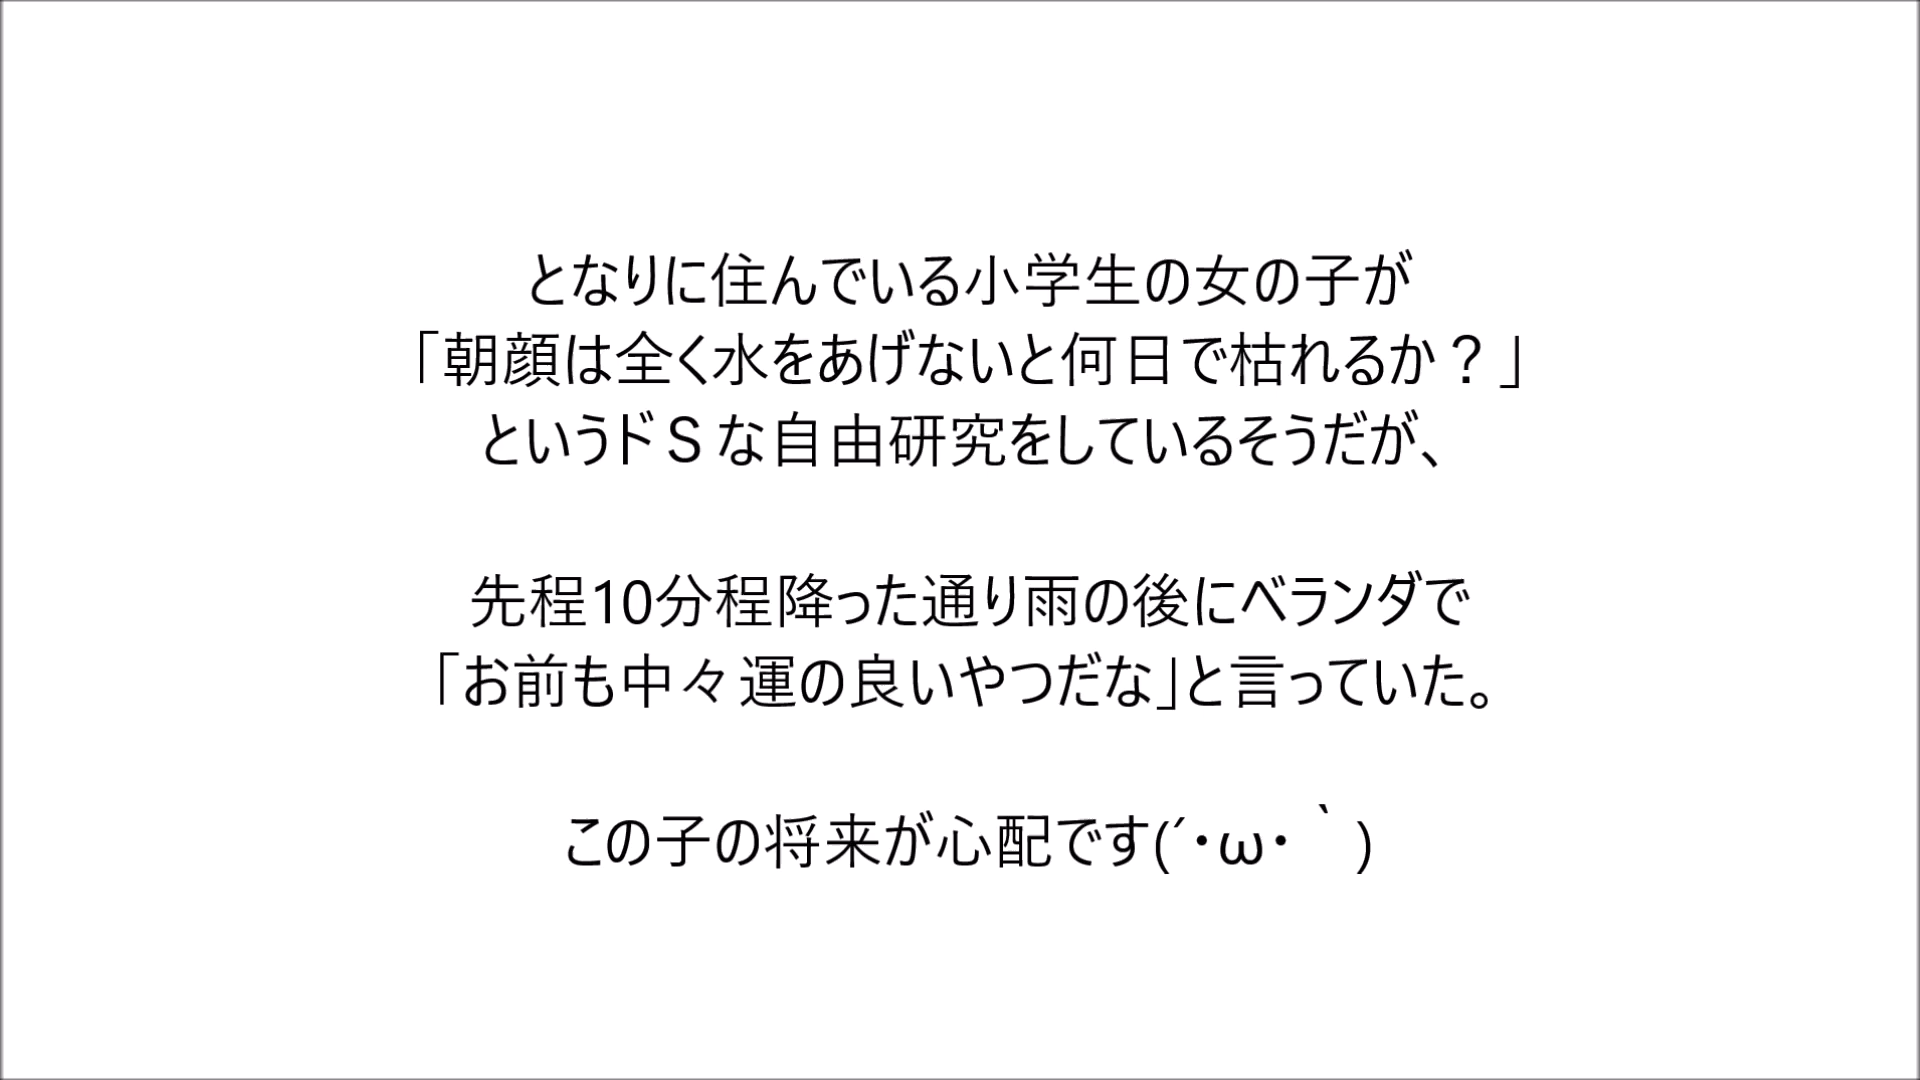 となりに住んでいる小学生の女の子が
「朝顔は全く水をあげないと何日で枯れるか？」
というドＳな自由研究をしているそうだが、
先程10分程降った通り雨の後にベランダで
「お前も中々運の良いやつだな」と言っていた。
この子の将来が心配です(´・ω・｀)